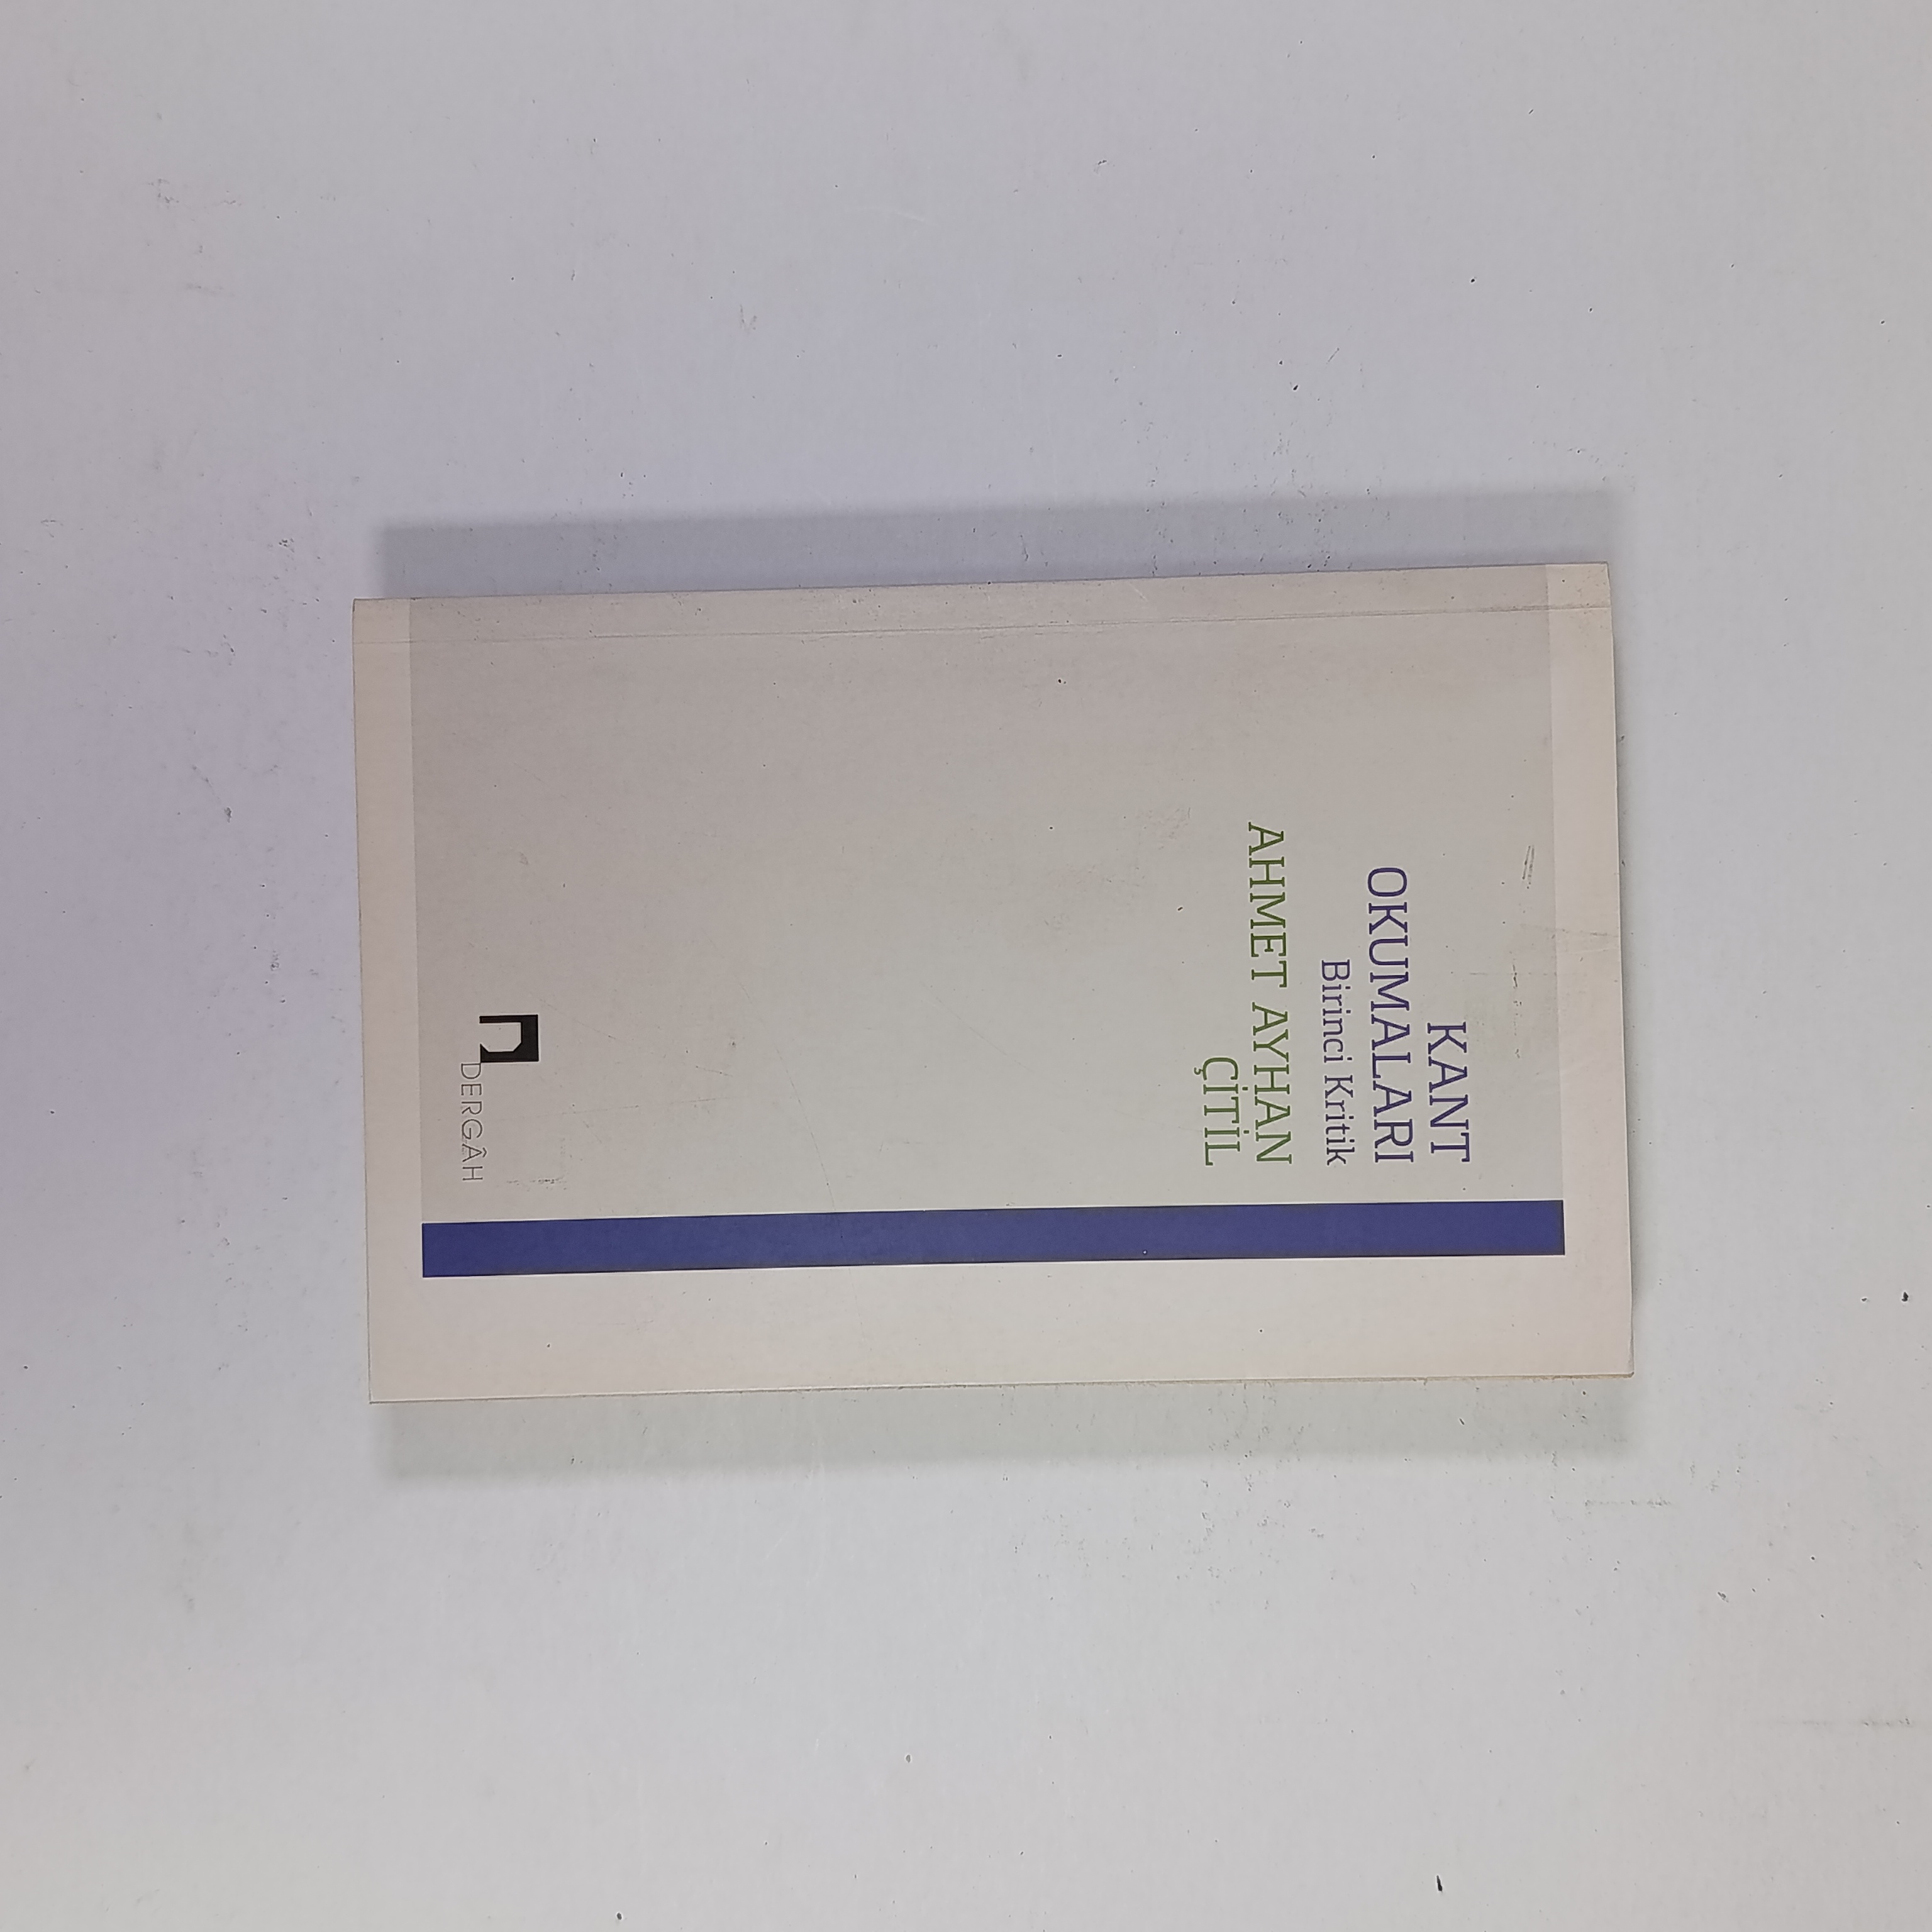 KANT
OKUMALARI
Birinci Kritik
AHMET AYHAN
ÇİTİL
DERGÂH